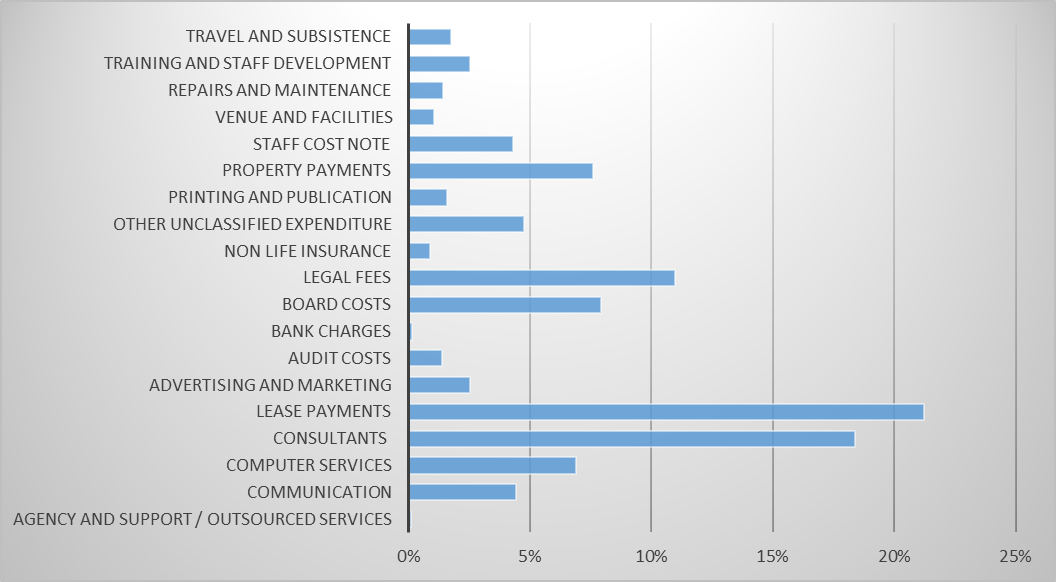 TRAVEL AND SUBSISTENCE
TRAINING AND STAFF DEVELOPMENT
REPAIRS AND MAINTENANCE
VENUE AND FACILITIES
STAFF COST NOTE
PROPERTY PAYMENTS
PRINTING AND PUBLICATION
OTHER UNCLASSIFIED EXPENDITURE
NON LIFE INSURANCE
LEGAL FEES
BOARD COSTS
BANK CHARGES
AUDIT COSTS
ADVERTISING AND MARKETING
LEASE PAYMENTS
CONSULTANTS
COMPUTER SERVICES
COMMUNICATION
AGENCY AND SUPPORT / OUTSOURCED SERVICES
0% 5% 10% 15% 20% 25%